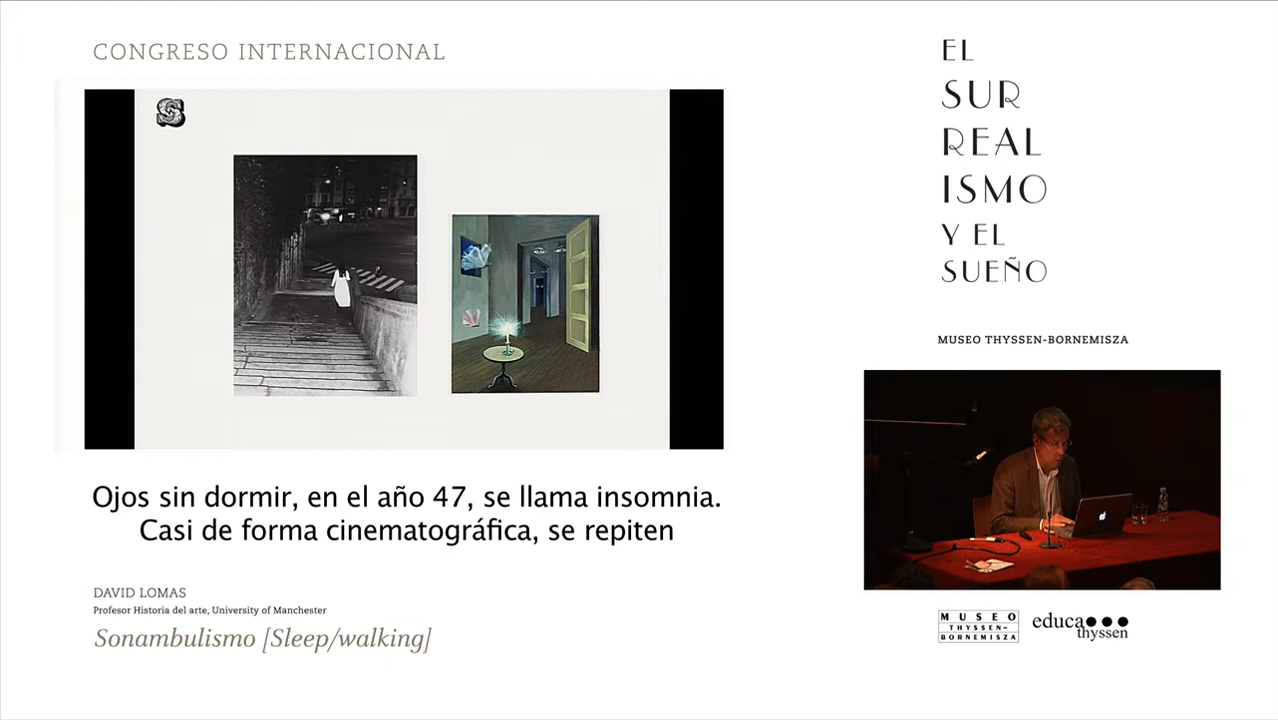 CONGRESO INTERNACIONAL
S
Ojos sin dormir, en el año 47, se llama insomnia.
Casi de forma cinematográfica, se repiten
DAVID LOMAS
Profesor Historia del arte, University of Manchester
Sonambulismo [Sleep/walking]
EL
SUR
REAL
ISMO
Y EL
SUEÑO
MUSEO THYSSEN-BORNEMISZA
MUSEO
THYSSEN-
BORNEMISZA
educa
thyssen